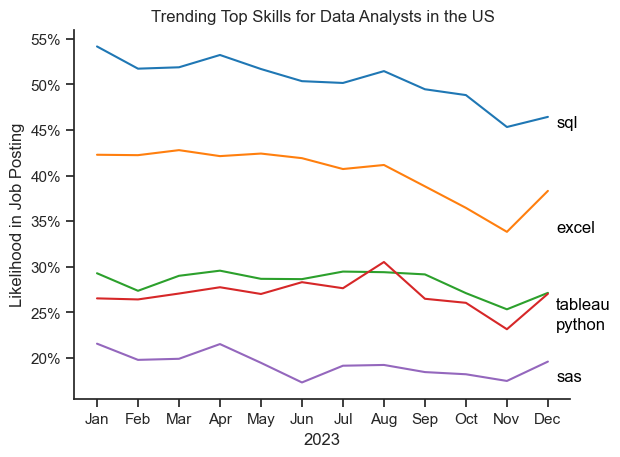 Trending Top Skills for Data Analysts in the US
Likelihood in Job Posting
55%
50%
45%
40%
35%
30%
25%
20%
sql
excel
tableau
python
sas
Jan Feb Mar Apr May Jun Jul Aug Sep Oct Nov Dec
2023